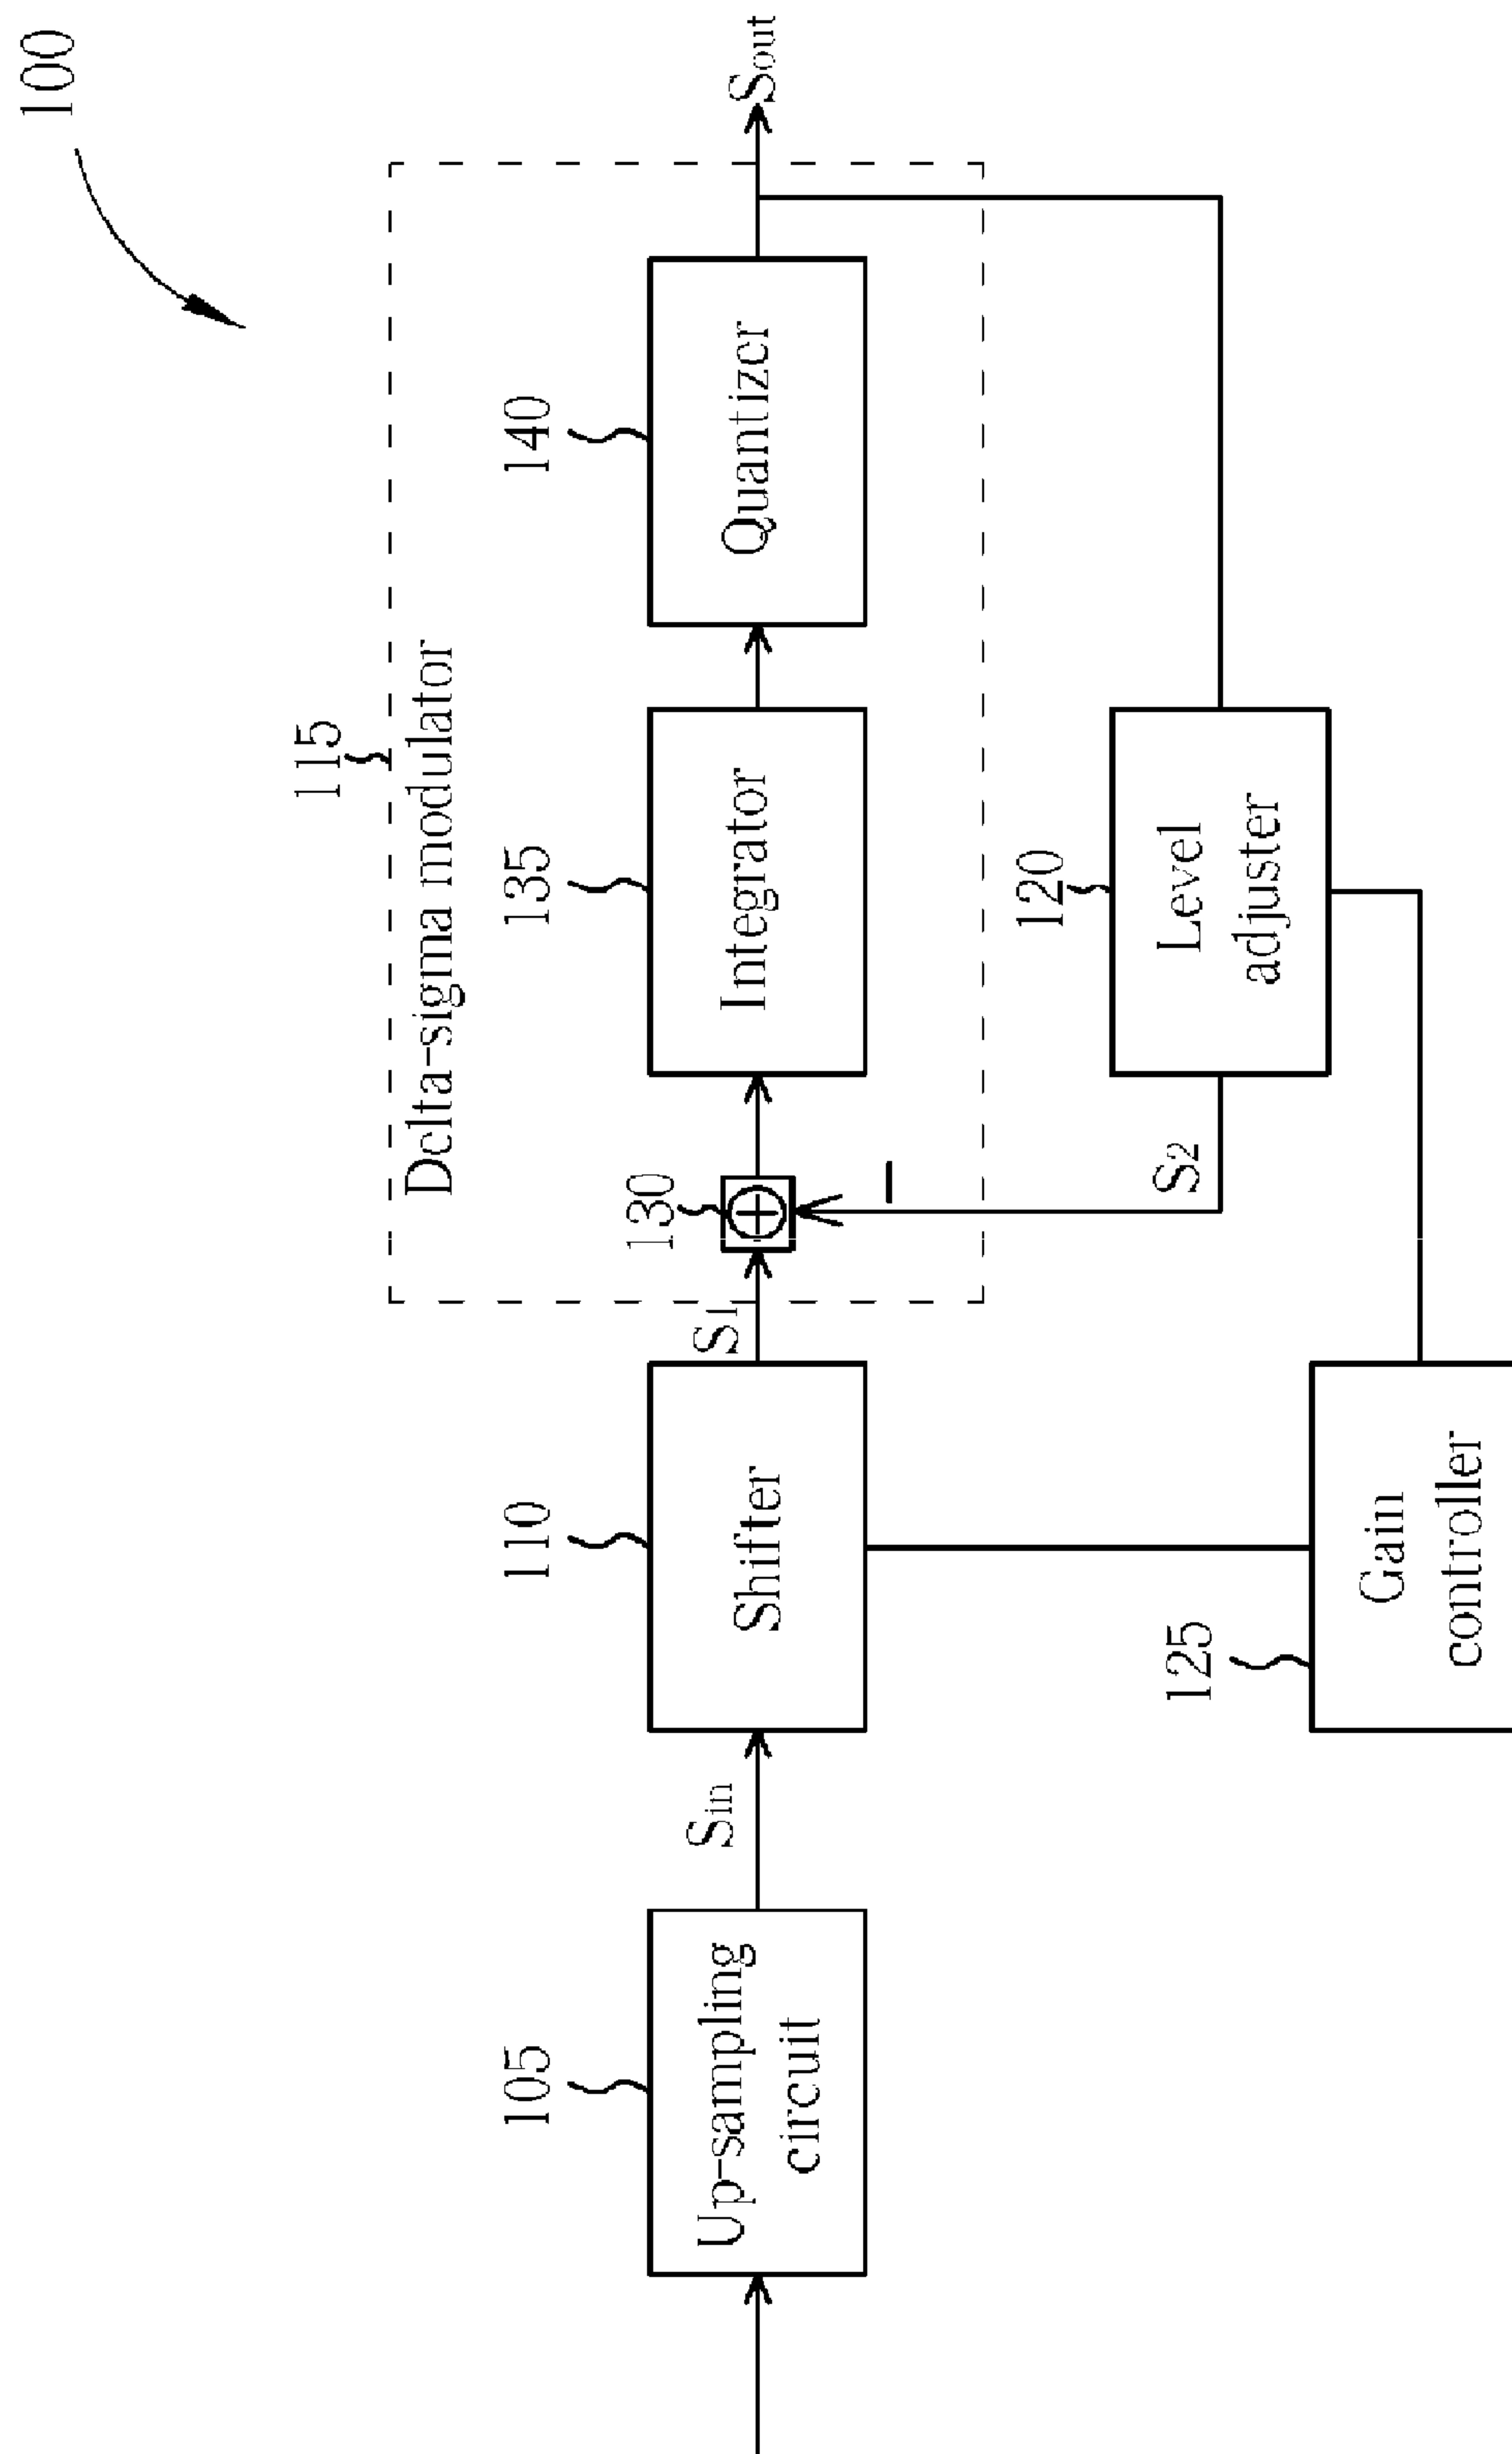 100
115
Delta-sigma modulator
105
110
130
135
140
Up-sampling
circuit
Sin
Shifter
S1
Integrator
Quantizer
Sout
−
S2
120
Level
adjuster
125
Gain
controller